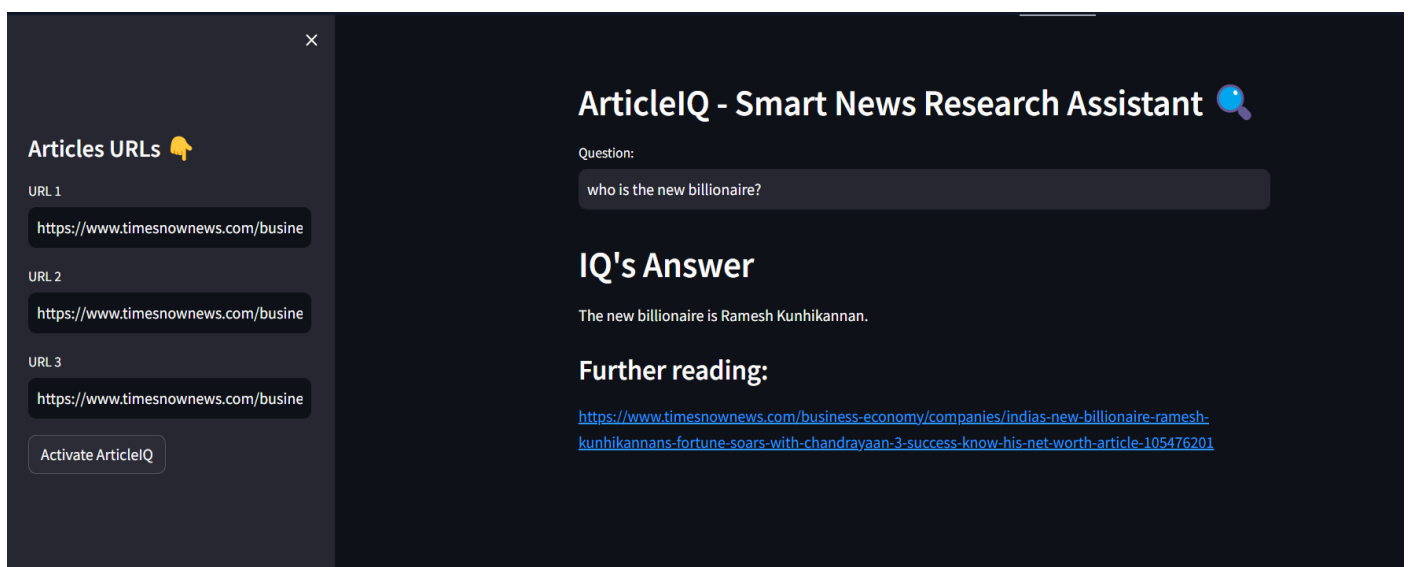 Articles URLs 👇
URL 1
https://www.timesnownews.com/busine
URL 2
https://www.timesnownews.com/busine
URL 3
https://www.timesnownews.com/busine
Activate ArticleIQ
ArticleIQ - Smart News Research Assistant 🔍
Question:
who is the new billionaire?
IQ's Answer
The new billionaire is Ramesh Kunhikannan.
Further reading:
https://www.timesnownews.com/business-economy/companies/indias-new-billionaire-ramesh-
kunhikannans-fortune-soars-with-chandrayaan-3-success-know-his-net-worth-article-105476201